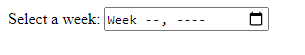 Select a week: Week --, ----